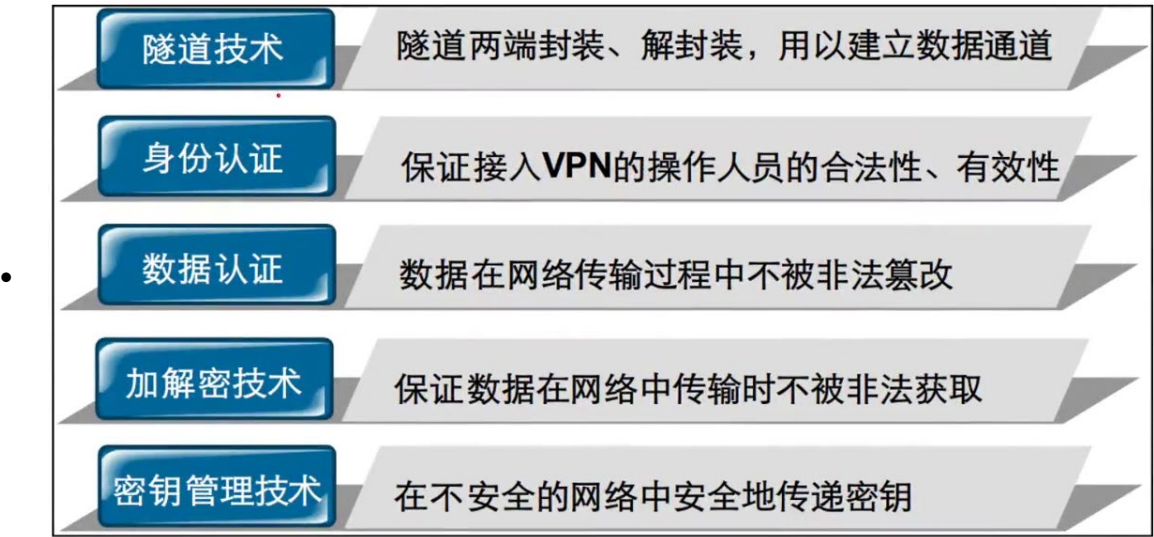 隧道技术
隧道两端封装、解封装，用以建立数据通道
身份认证
保证接入VPN的操作人员的合法性、有效性
数据认证
数据在网络传输过程中不被非法篡改
加解密技术
保证数据在网络中传输时不被非法获取
密钥管理技术
在不安全的网络中安全地传递密钥